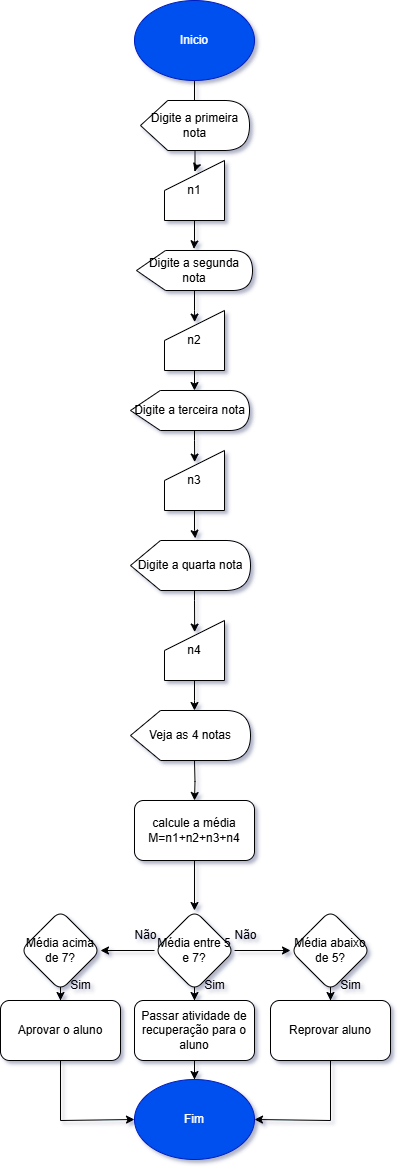 Inicio
Digite a primeira
nota
n1
Digite a segunda
nota
n2
Digite a terceira nota
n3
Digite a quarta nota
n4
Veja as 4 notas
calcule a média
M=n1+n2+n3+n4
Média acima
de 7?
Não
Média entre 5
e 7?
Não
Média abaixo
de 5?
Sim
Sim
Sim
Aprovar o aluno
Passar atividade de
recuperação para o
aluno
Reprovar aluno
Fim